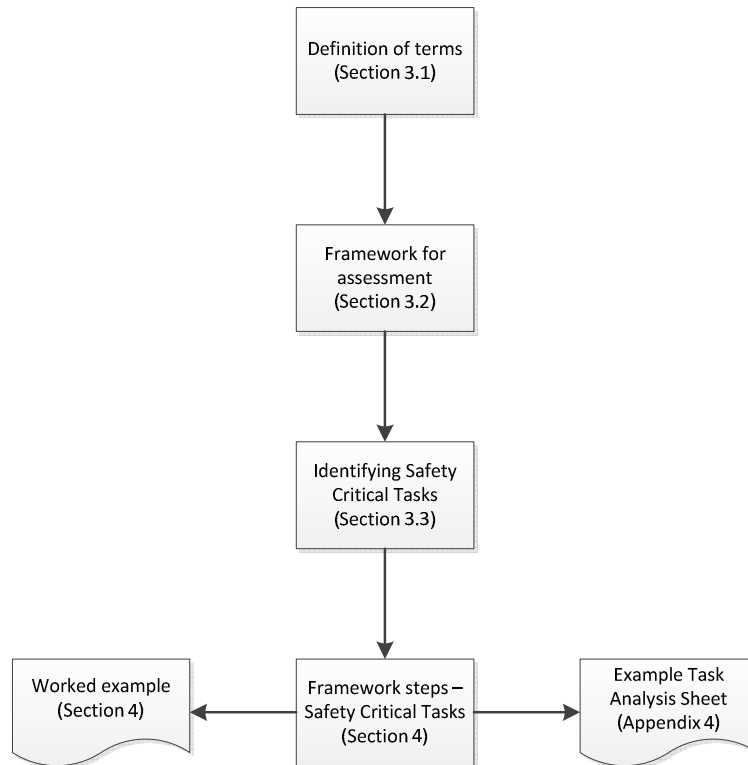 Definition of terms
(Section 3.1)
Framework for
assessment
(Section 3.2)
Identifying Safety
Critical Tasks
(Section 3.3)
Worked example
(Section 4)
Framework steps –
Safety Critical Tasks
(Section 4)
Example Task
Analysis Sheet
(Appendix 4)